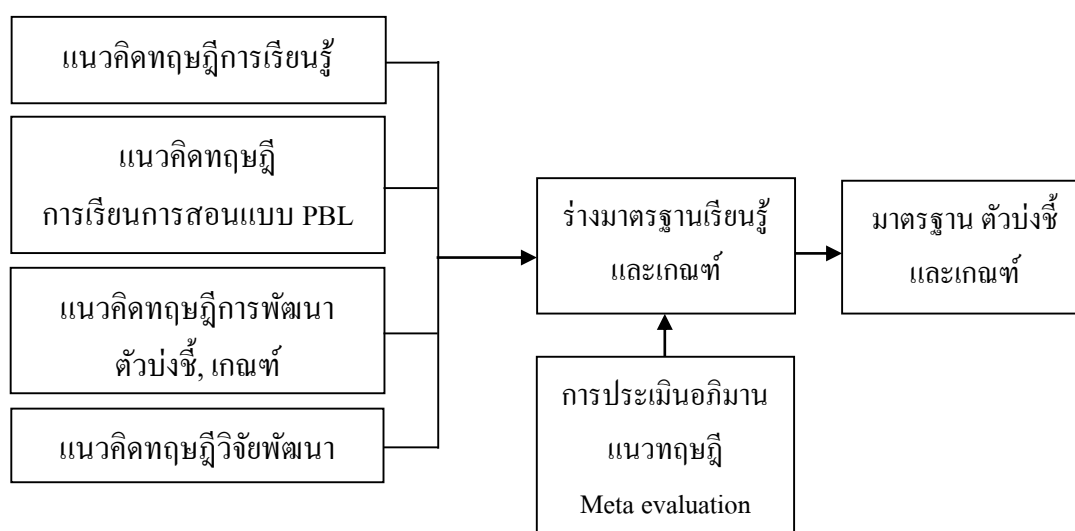 แนวคิดทฤษฎีการเรียนรู้
แนวคิดทฤษฎี
การเรียนการสอนแบบ PBL
แนวคิดทฤษฎีการพัฒนา
ตัวบ่งชี้, เกณฑ์
แนวคิดทฤษฎีวิจัยพัฒนา
ร่างมาตรฐานเรียนรู้
และเกณฑ์
การประเมินอภิมาน
แนวทฤษฎี
Meta evaluation
มาตรฐาน ตัวบ่งชี้
และเกณฑ์